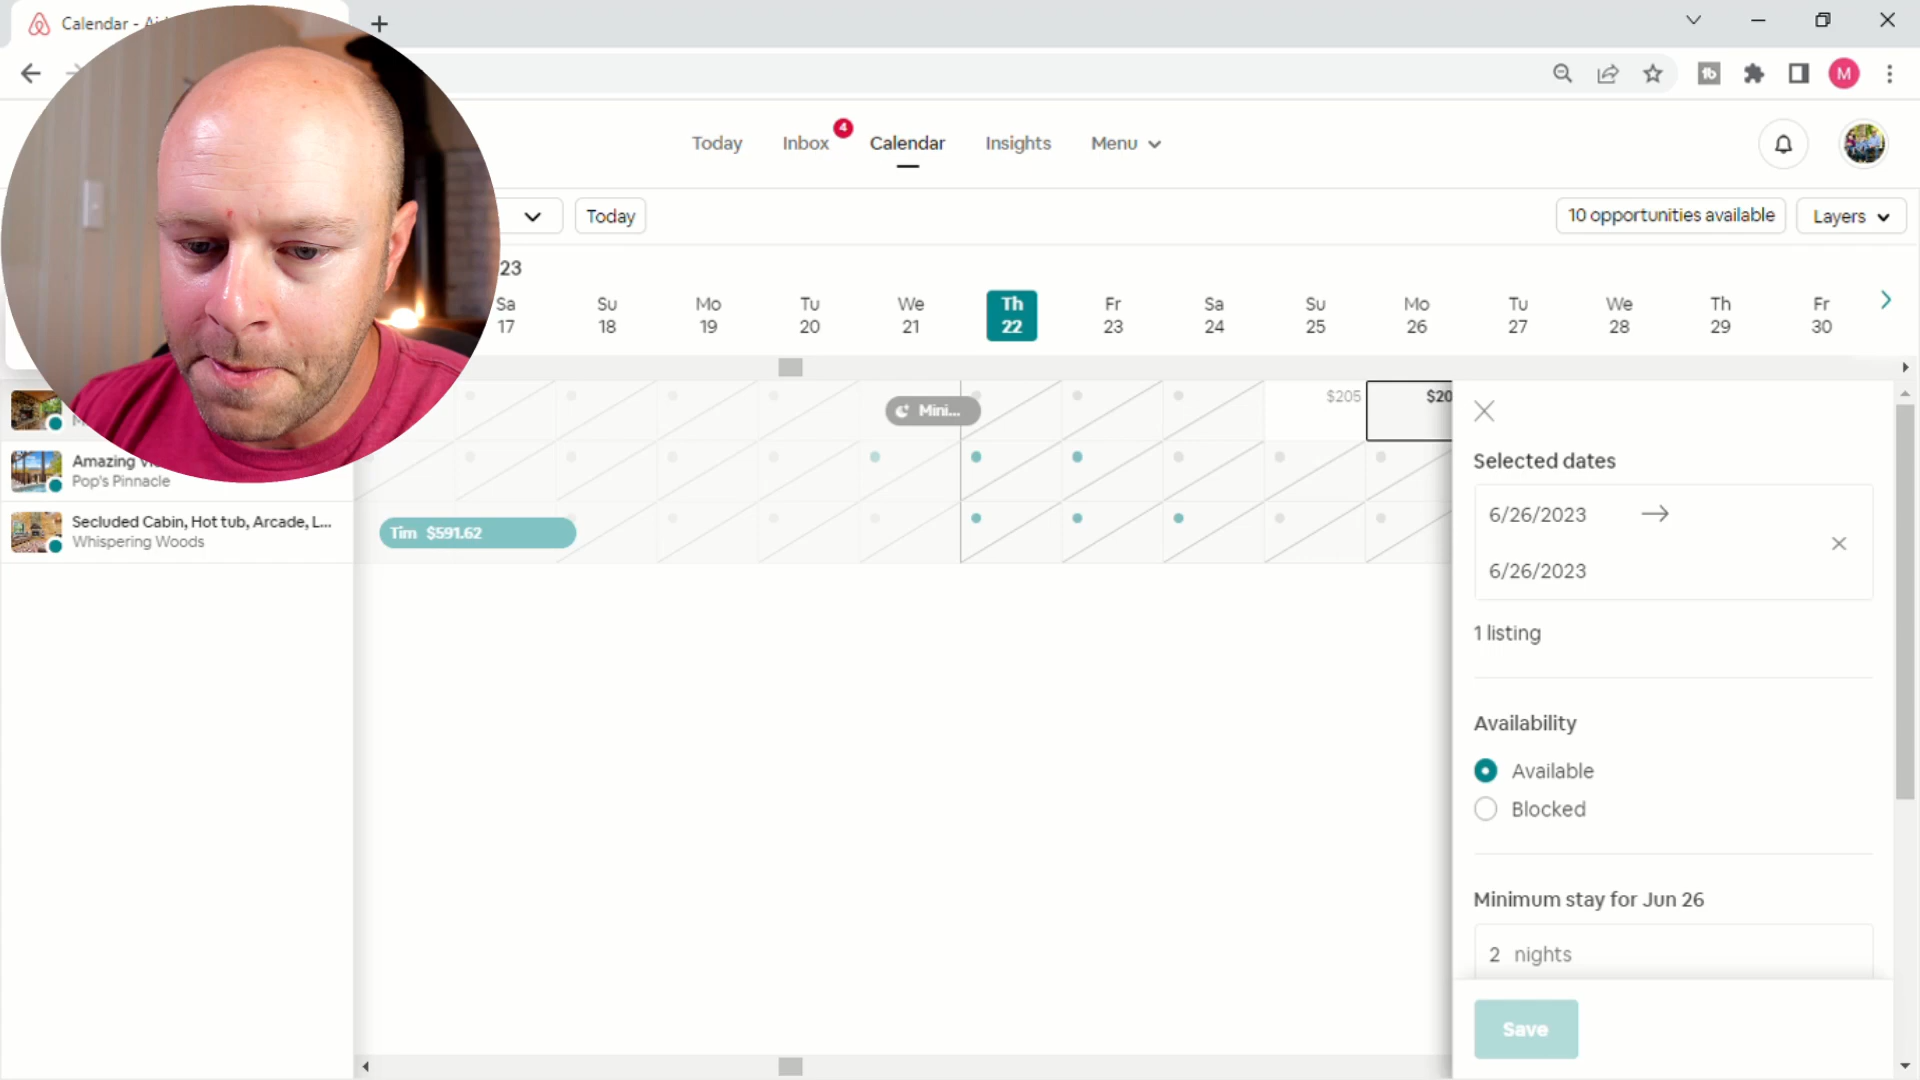 Calendar -
M
Today
Inbox
4
Calendar
Insights
Menu
Today
10 opportunities available
Layers
23
Sa
17
Su
18
Mo
19
Tu
20
We
21
Th
22
Fr
23
Sa
24
Su
25
Mo
26
Tu
27
We
28
Th
29
Fr
30
Mini...
$205
$20
Amazing
Pop's Pinnacle
Secluded Cabin, Hot tub, Arcade, L...
Whispering Woods
Tim $591.62
Selected dates
6/26/2023
6/26/2023
1 listing
Availability
Available
Blocked
Minimum stay for Jun 26
2 nights
Save